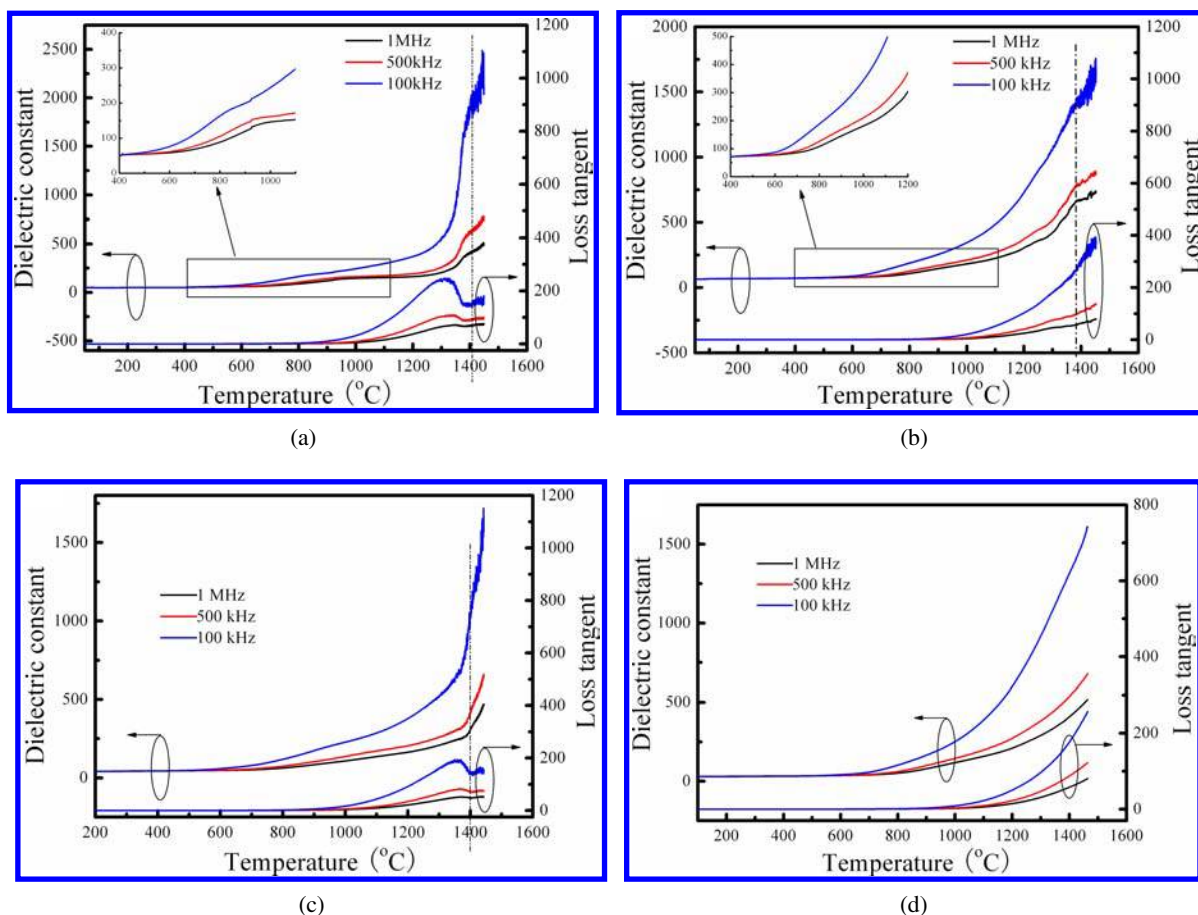 1200
400
300
200
100
0
400 600 800 1000
1MHz
500kHz
100kHz
2500
2000
1500
1000
500
0
-500
Dielectric constant
1000
800
600
400
200
0
Loss tangent
200 400 600 800 1000 1200 1400 1600
Temperature (°C)
(a)
1200
500
400
300
200
100
0
400 600 800 1000 1200
1 MHz
500 kHz
100 kHz
2000
1500
1000
500
0
-500
Dielectric constant
1000
800
600
400
200
0
Loss tangent
200 400 600 800 1000 1200 1400 1600
Temperature (°C)
(b)
1 MHz
500 kHz
100 kHz
1500
1000
500
0
Dielectric constant
1200
1000
800
600
400
200
0
Loss tangent
200 400 600 800 1000 1200 1400 1600
Temperature (°C)
(c)
1 MHz
500 kHz
100 kHz
1500
1000
500
0
Dielectric constant
800
600
400
200
0
Loss tangent
200 400 600 800 1000 1200 1400 1600
Temperature (°C)
(d)